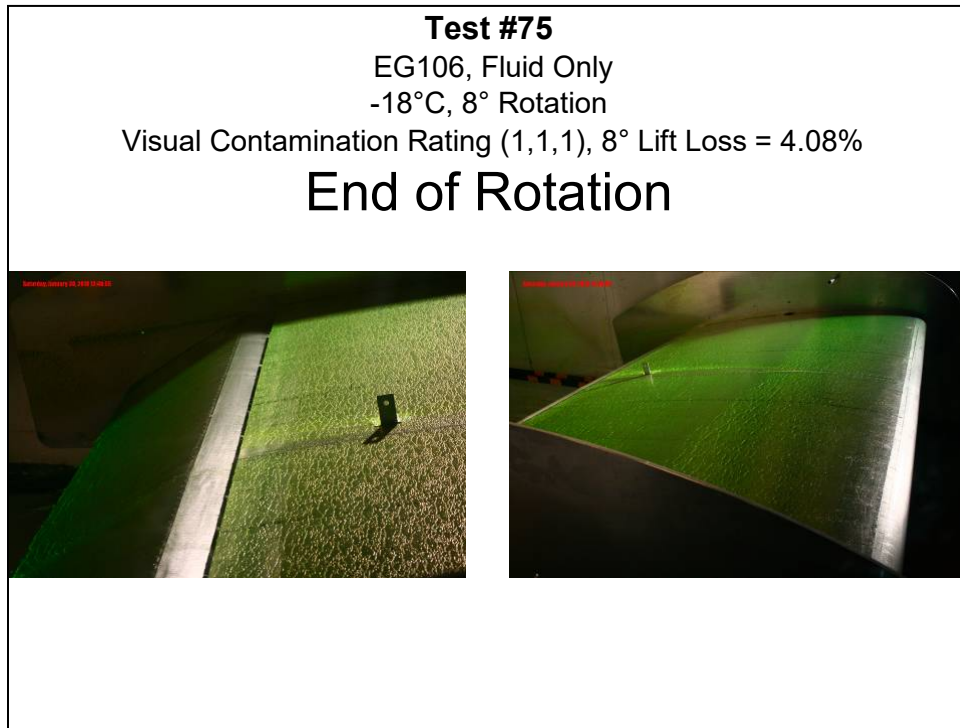 Test #75
EG106, Fluid Only
-18°C, 8° Rotation
Visual Contamination Rating (1,1,1), 8° Lift Loss = 4.08%
End of Rotation